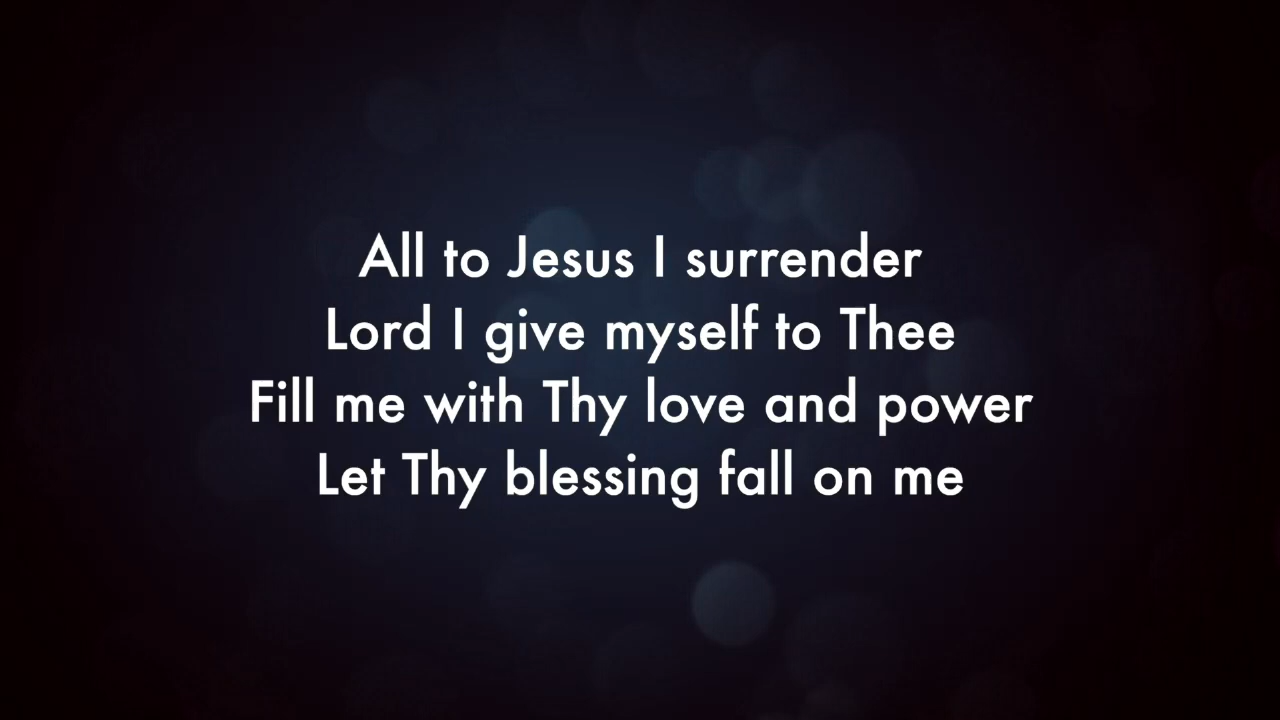 All to Jesus I surrender
Lord I give myself to Thee
Fill me with Thy love and power
Let Thy blessing fall on me